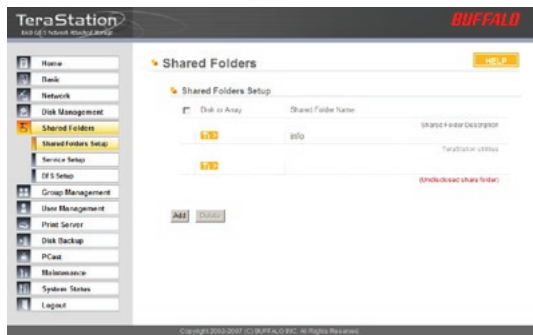 TeraStation
BUFFALO
Home
Basic
Network
Disk Management
Shared Folders
Shared Folders Setup
Service Setup
DFS Setup
Group Management
User Management
Print Server
Disk Backup
PCast
Maintenance
System Status
Logout
Shared Folders
HELP
Shared Folders Setup
Disk or Array
Shared Folder Name
Shared Folder Description
info
TeraStation utilities
(Undisclosed share folder)
Add
Delete
Copyright 2003-2007 (C) BUFFALO INC. All Rights Reserved.